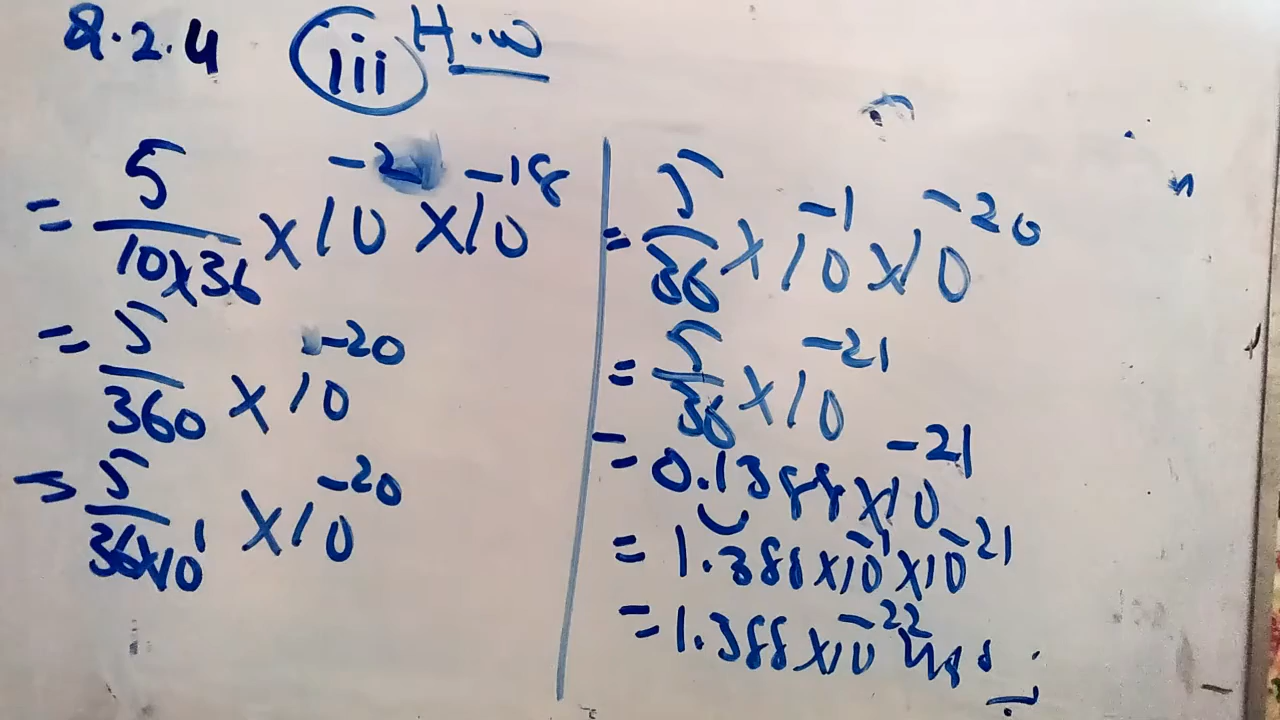 Q.2.4 (iii) H.W
= 5/(10×36) × 10^-2 × 10^-18
= 5/360 × 10^-20
= 5/(36×10^1) × 10^-20
= 5/36 × 10^-1 × 10^-20
= 5/36 × 10^-21
= 0.1388 × 10^-21
= 1.388 × 10^-1 × 10^-21
= 1.388 × 10^-22